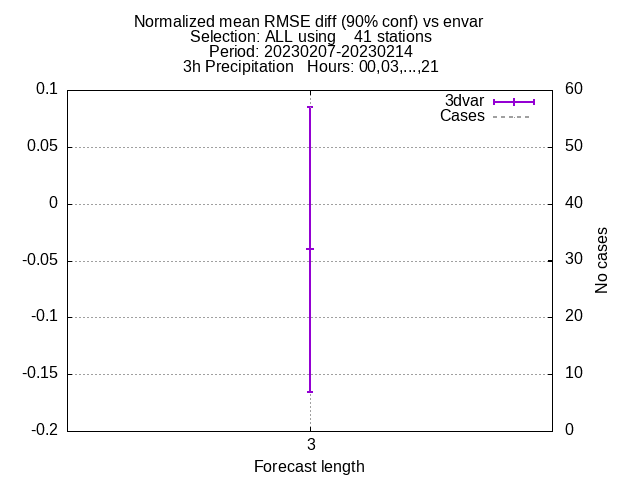 Normalized mean RMSE diff (90% conf) vs envar
Selection: ALL using    41 stations
Period: 20230207-20230214
3h Precipitation   Hours: 00,03,...,21
3dvar
Cases
0.1
0.05
0
-0.05
-0.1
-0.15
-0.2
60
50
40
30
20
10
0
No cases
3
Forecast length